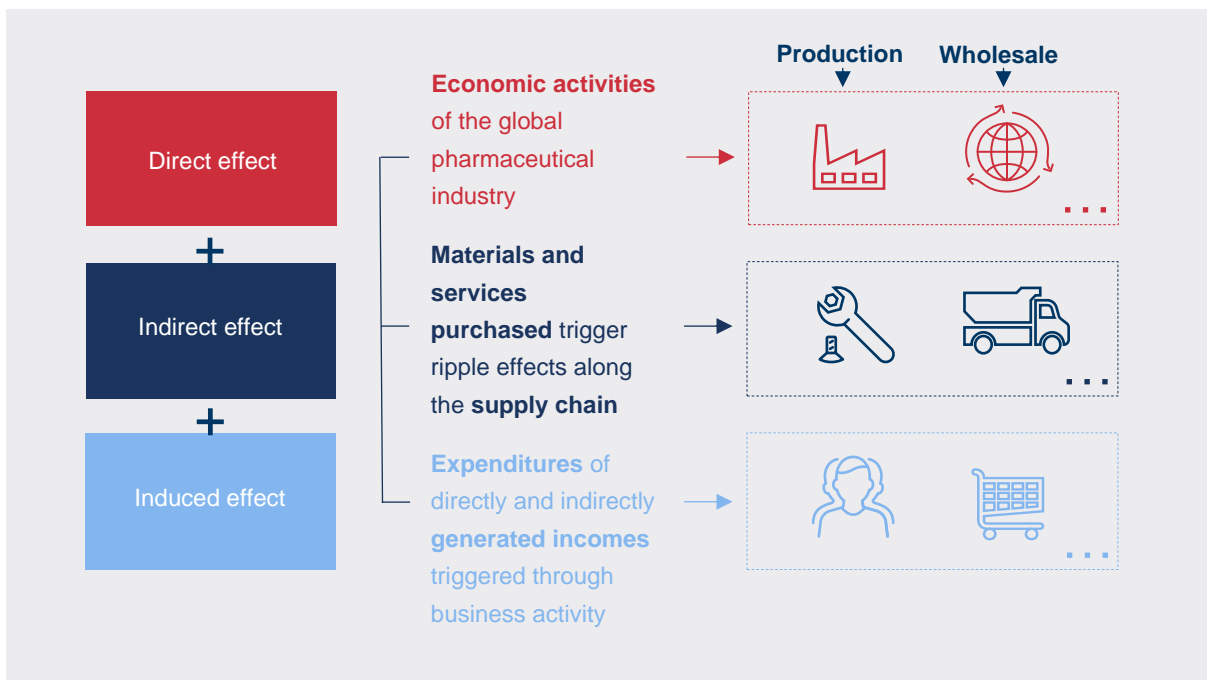 Production
Wholesale
Direct effect
Economic activities
of the global
pharmaceutical
industry
+
Indirect effect
Materials and
services
purchased trigger
ripple effects along
the supply chain
+
Induced effect
Expenditures of
directly and indirectly
generated incomes
triggered through
business activity